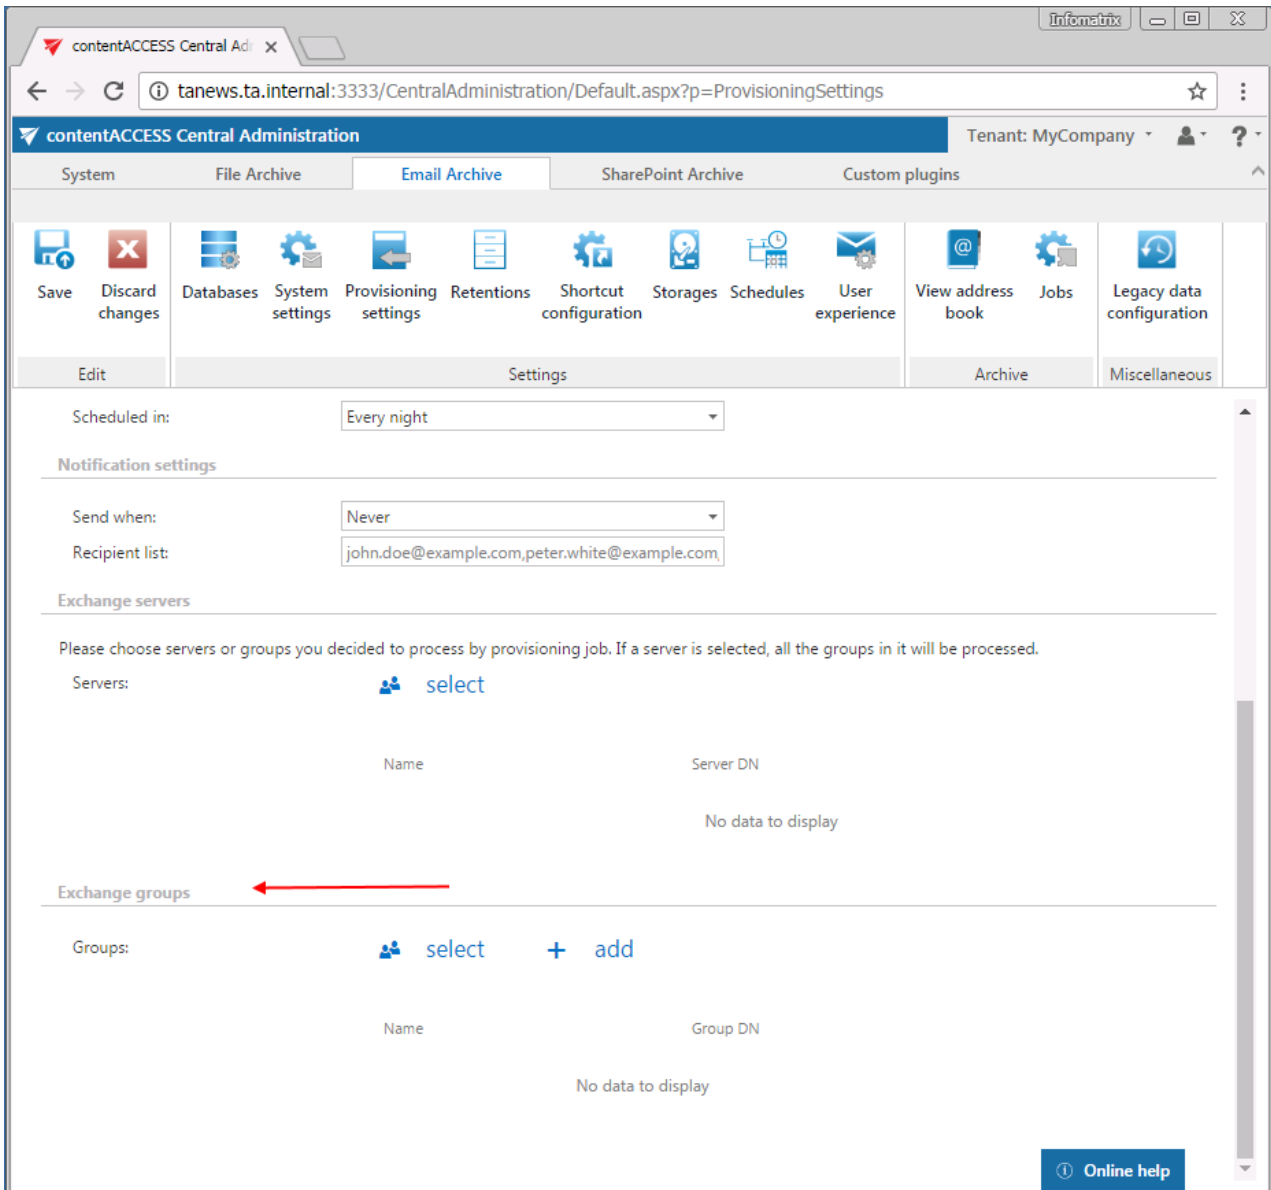 Infomatrix
contentACCESS Central Adr
tanews.ta.internal:3333/CentralAdministration/Default.aspx?p=ProvisioningSettings
contentACCESS Central Administration
Tenant: MyCompany
?
System
File Archive
Email Archive
SharePoint Archive
Custom plugins
Save
Discard
changes
Databases
System
settings
Provisioning
settings
Retentions
Shortcut
configuration
Storages
Schedules
User
experience
View address
book
Jobs
Legacy data
configuration
Edit
Settings
Archive
Miscellaneous
Scheduled in:
Every night
Notification settings
Send when:
Never
Recipient list:
john.doe@example.com,peter.white@example.com,
Exchange servers
Please choose servers or groups you decided to process by provisioning job. If a server is selected, all the groups in it will be processed.
Servers:
select
Name
Server DN
No data to display
Exchange groups
Groups:
select
+ add
Name
Group DN
No data to display
Online help